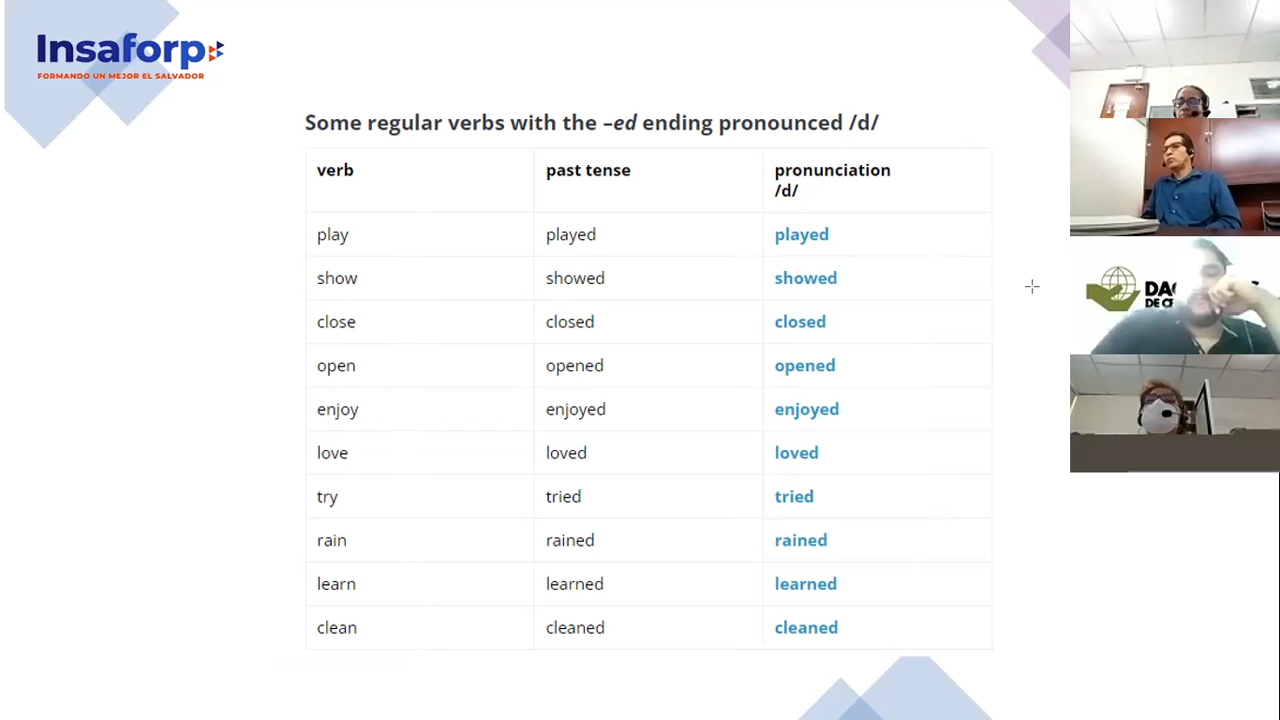 Insaforp
FORMANDO UN MEJOR EL SALVADOR
Some regular verbs with the –ed ending pronounced /d/
verb past tense pronunciation
/d/
play played played
show showed showed
close closed closed
open opened opened
enjoy enjoyed enjoyed
love loved loved
try tried tried
rain rained rained
learn learned learned
clean cleaned cleaned